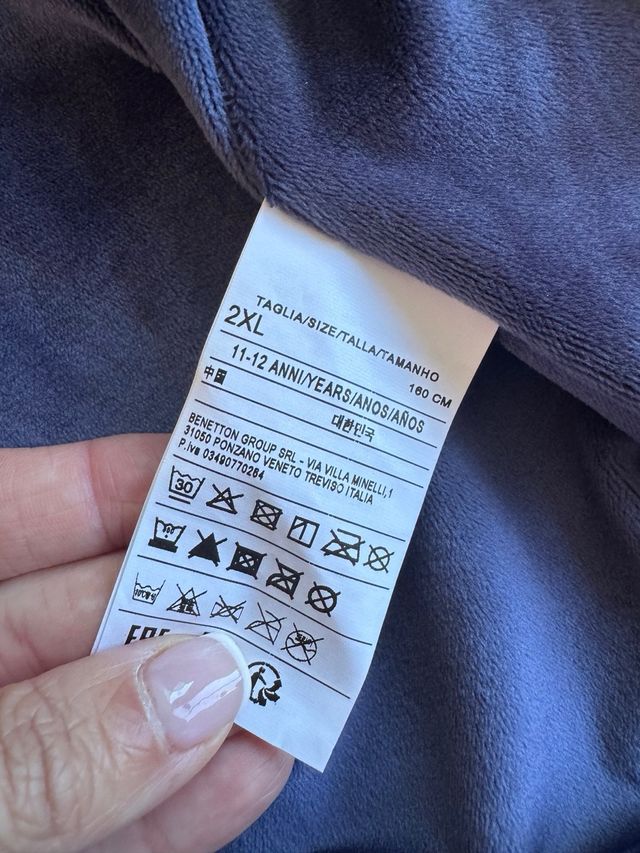 TAGLIA/SIZE/TALLA/TAMANHO
2XL 160 CM
11-12 ANNI/YEARS/ANOS/AÑOS
中国 대한민국
BENETTON GROUP SRL - VIA VILLA MINELLI,1
31050 PONZANO VENETO TREVISO ITALIA
P.Iva 03490770264
30